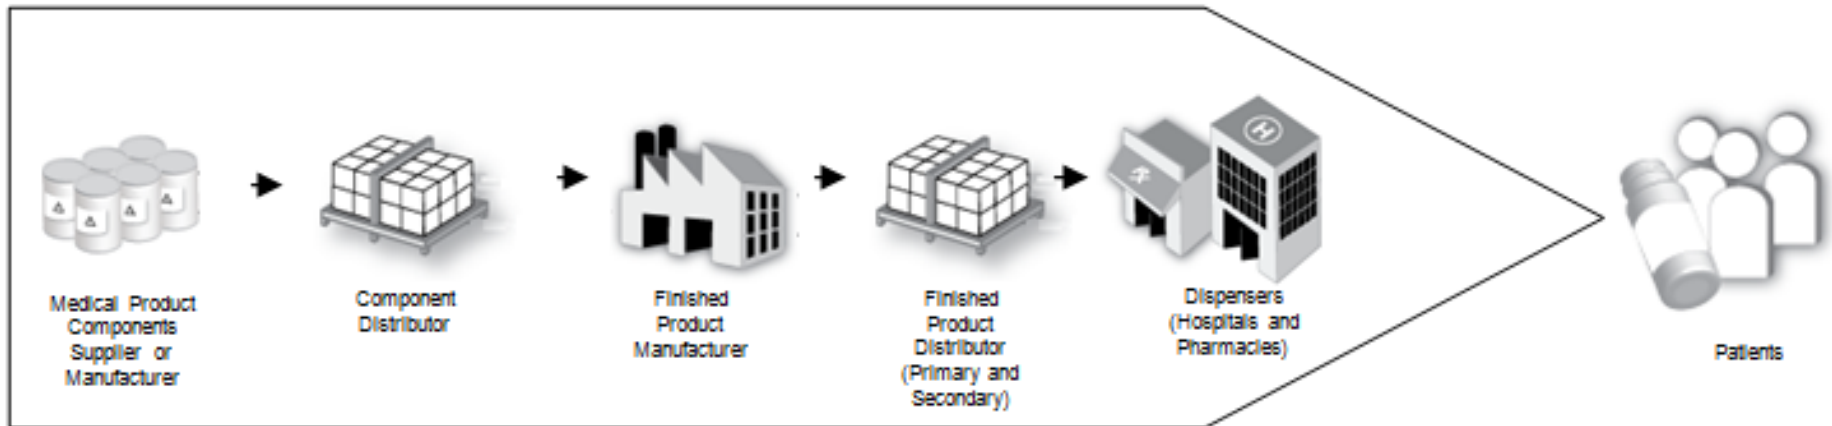 Medical Product
Components
Supplier or
Manufacturer
Component
Distributor
Finished
Product
Manufacturer
Finished
Product
Distributor
(Primary and
Secondary)
H
Dispensers
(Hospitals and
Pharmacies)
Patients